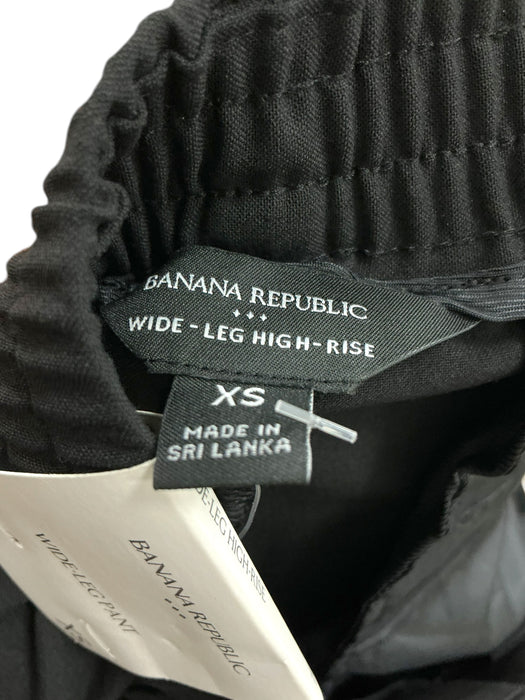 BANANA REPUBLIC
WIDE-LEG HIGH-RISE
XS
MADE IN
SRI LANKA
WIDE-LEG HIGH-RISE
BANANA REPUBLIC
WIDE-LEG PANT
XS